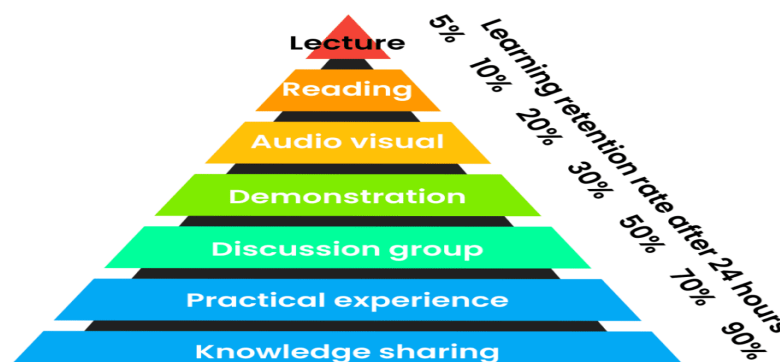 Lecture
Reading
Audio visual
Demonstration
Discussion group
Practical experience
Knowledge sharing
Learning retention rate after 24 hours
5%
10%
20%
30%
50%
70%
90%